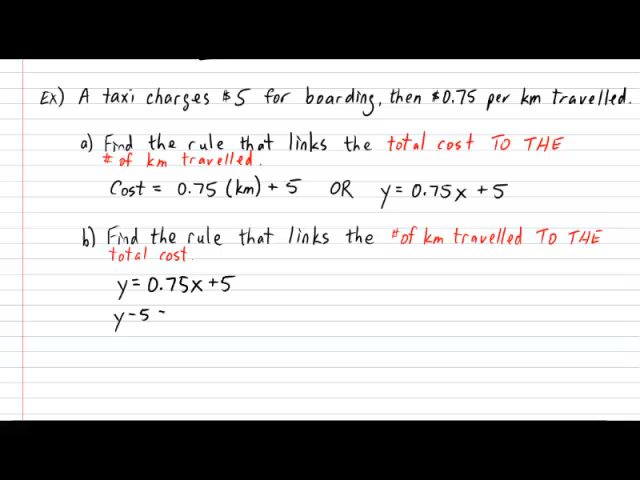 Ex) A taxi charges $5 for boarding, then $0.75 per km travelled.
a) Find the rule that links the total cost TO THE
# of km travelled.
Cost = 0.75 (km) + 5 OR y = 0.75x + 5
b) Find the rule that links the # of km travelled TO THE
total cost.
y = 0.75x + 5
y - 5 -